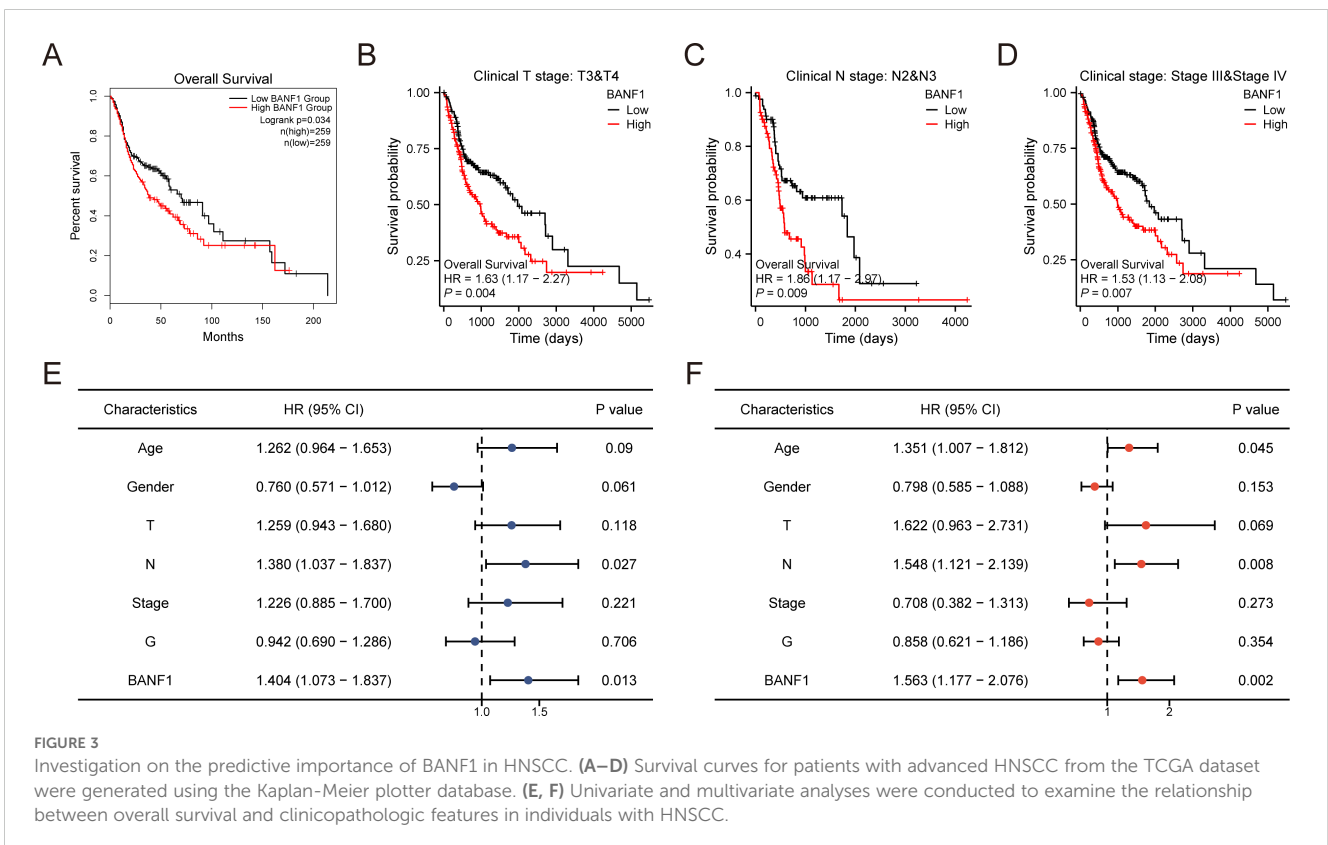 A
Overall Survival
Low BANF1 Group
High BANF1 Group
Logrank p=0.034
n(high)=259
n(low)=259
Percent survival
1.0
0.8
0.6
0.4
0.2
0.0
0 50 100 150 200
Months
B
Clinical T stage: T3&T4
BANF1
Low
High
Survival probability
1.00
0.75
0.50
0.25
Overall Survival
HR = 1.63 (1.17 − 2.27)
P = 0.004
0 1000 2000 3000 4000 5000
Time (days)
C
Clinical N stage: N2&N3
BANF1
Low
High
Survival probability
1.0
0.8
0.6
0.4
Overall Survival
HR = 1.86 (1.17 − 2.97)
P = 0.009
0 1000 2000 3000 4000
Time (days)
D
Clinical stage: Stage III&Stage IV
BANF1
Low
High
Survival probability
1.00
0.75
0.50
0.25
Overall Survival
HR = 1.53 (1.13 − 2.08)
P = 0.007
0 1000 2000 3000 4000 5000
Time (days)
E
Characteristics HR (95% CI) P value
Age 1.262 (0.964 − 1.653) 0.09
Gender 0.760 (0.571 − 1.012) 0.061
T 1.259 (0.943 − 1.680) 0.118
N 1.380 (1.037 − 1.837) 0.027
Stage 1.226 (0.885 − 1.700) 0.221
G 0.942 (0.690 − 1.286) 0.706
BANF1 1.404 (1.073 − 1.837) 0.013
1.0 1.5
F
Characteristics HR (95% CI) P value
Age 1.351 (1.007 − 1.812) 0.045
Gender 0.798 (0.585 − 1.088) 0.153
T 1.622 (0.963 − 2.731) 0.069
N 1.548 (1.121 − 2.139) 0.008
Stage 0.708 (0.382 − 1.313) 0.273
G 0.858 (0.621 − 1.186) 0.354
BANF1 1.563 (1.177 − 2.076) 0.002
1 2
FIGURE 3
Investigation on the predictive importance of BANF1 in HNSCC. (A–D) Survival curves for patients with advanced HNSCC from the TCGA dataset
were generated using the Kaplan-Meier plotter database. (E, F) Univariate and multivariate analyses were conducted to examine the relationship
between overall survival and clinicopathologic features in individuals with HNSCC.